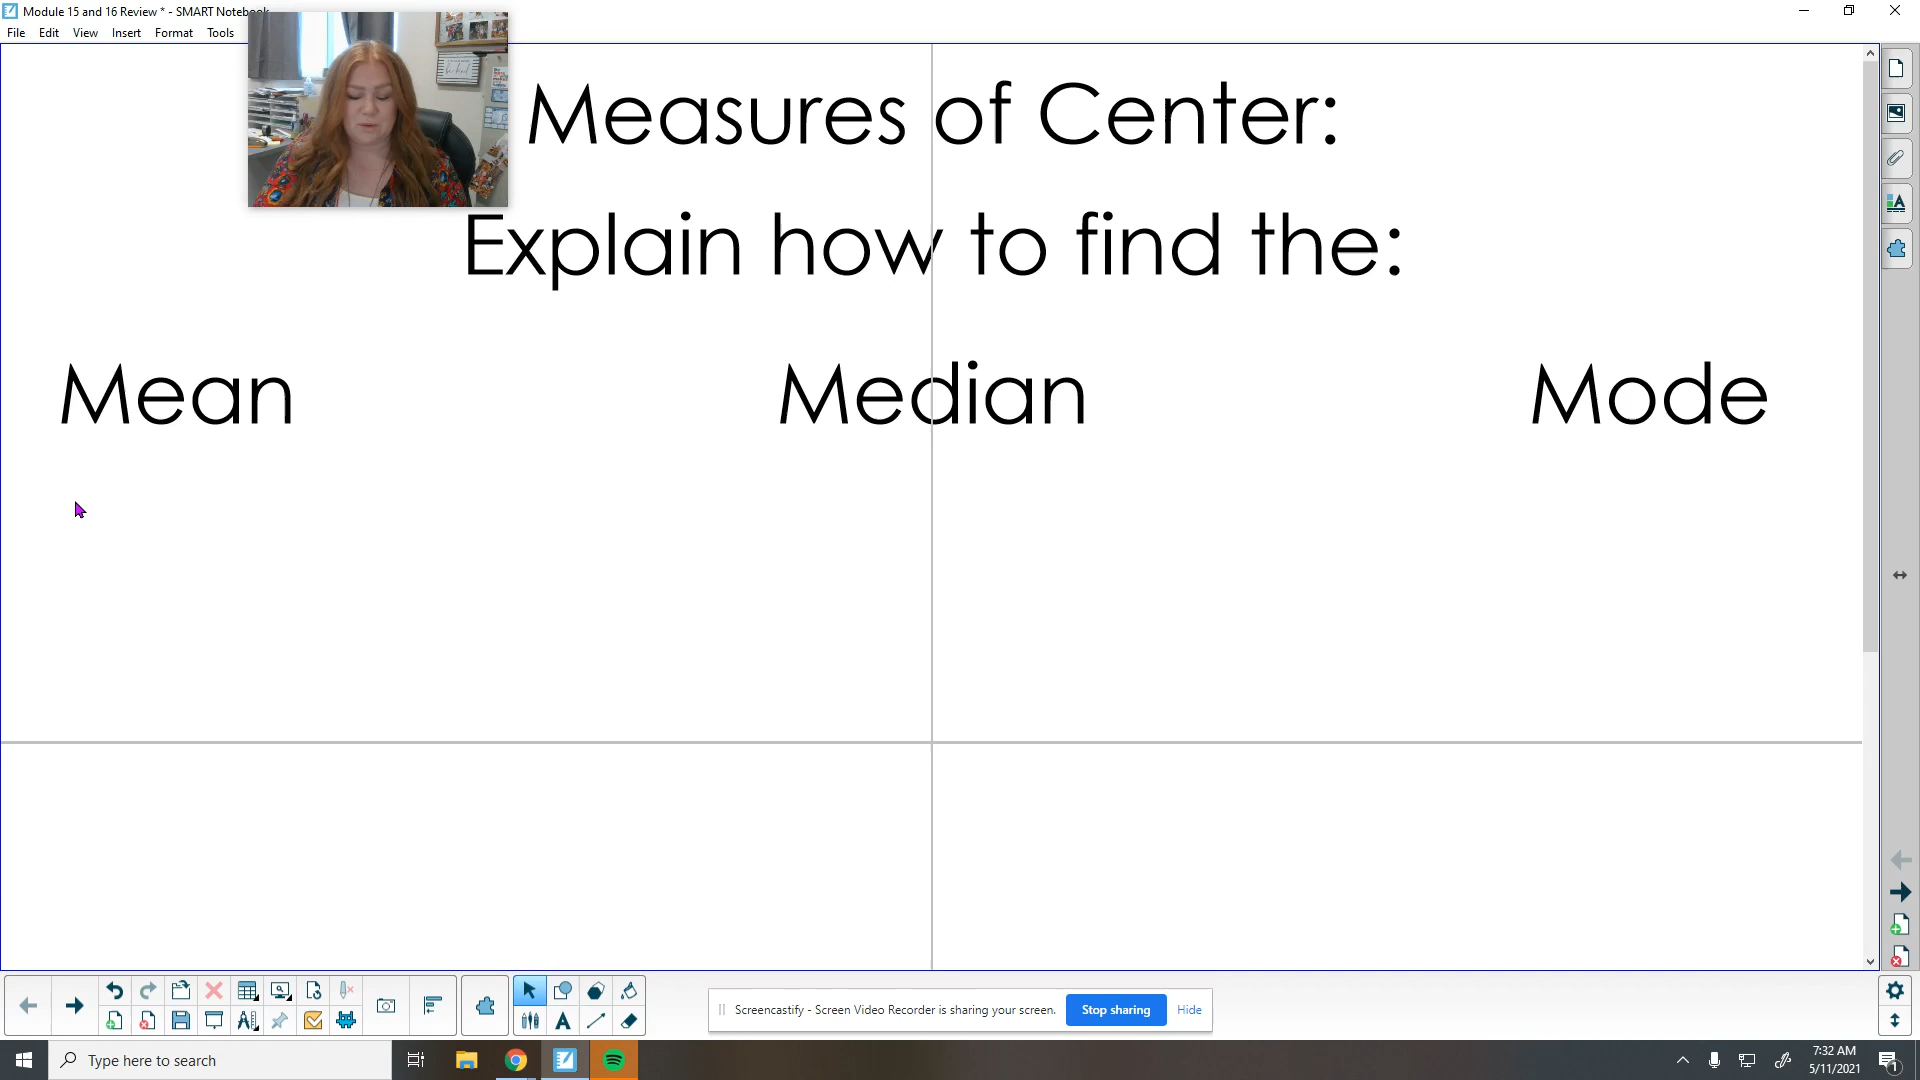 Module 15 and 16 Review * - SMART Notebook
File Edit View Insert Format Tools
Measures of Center:
Explain how to find the:
Mean Median Mode
Screencastify - Screen Video Recorder is sharing your screen. Stop sharing Hide
Type here to search
7:32 AM
5/11/2021
1